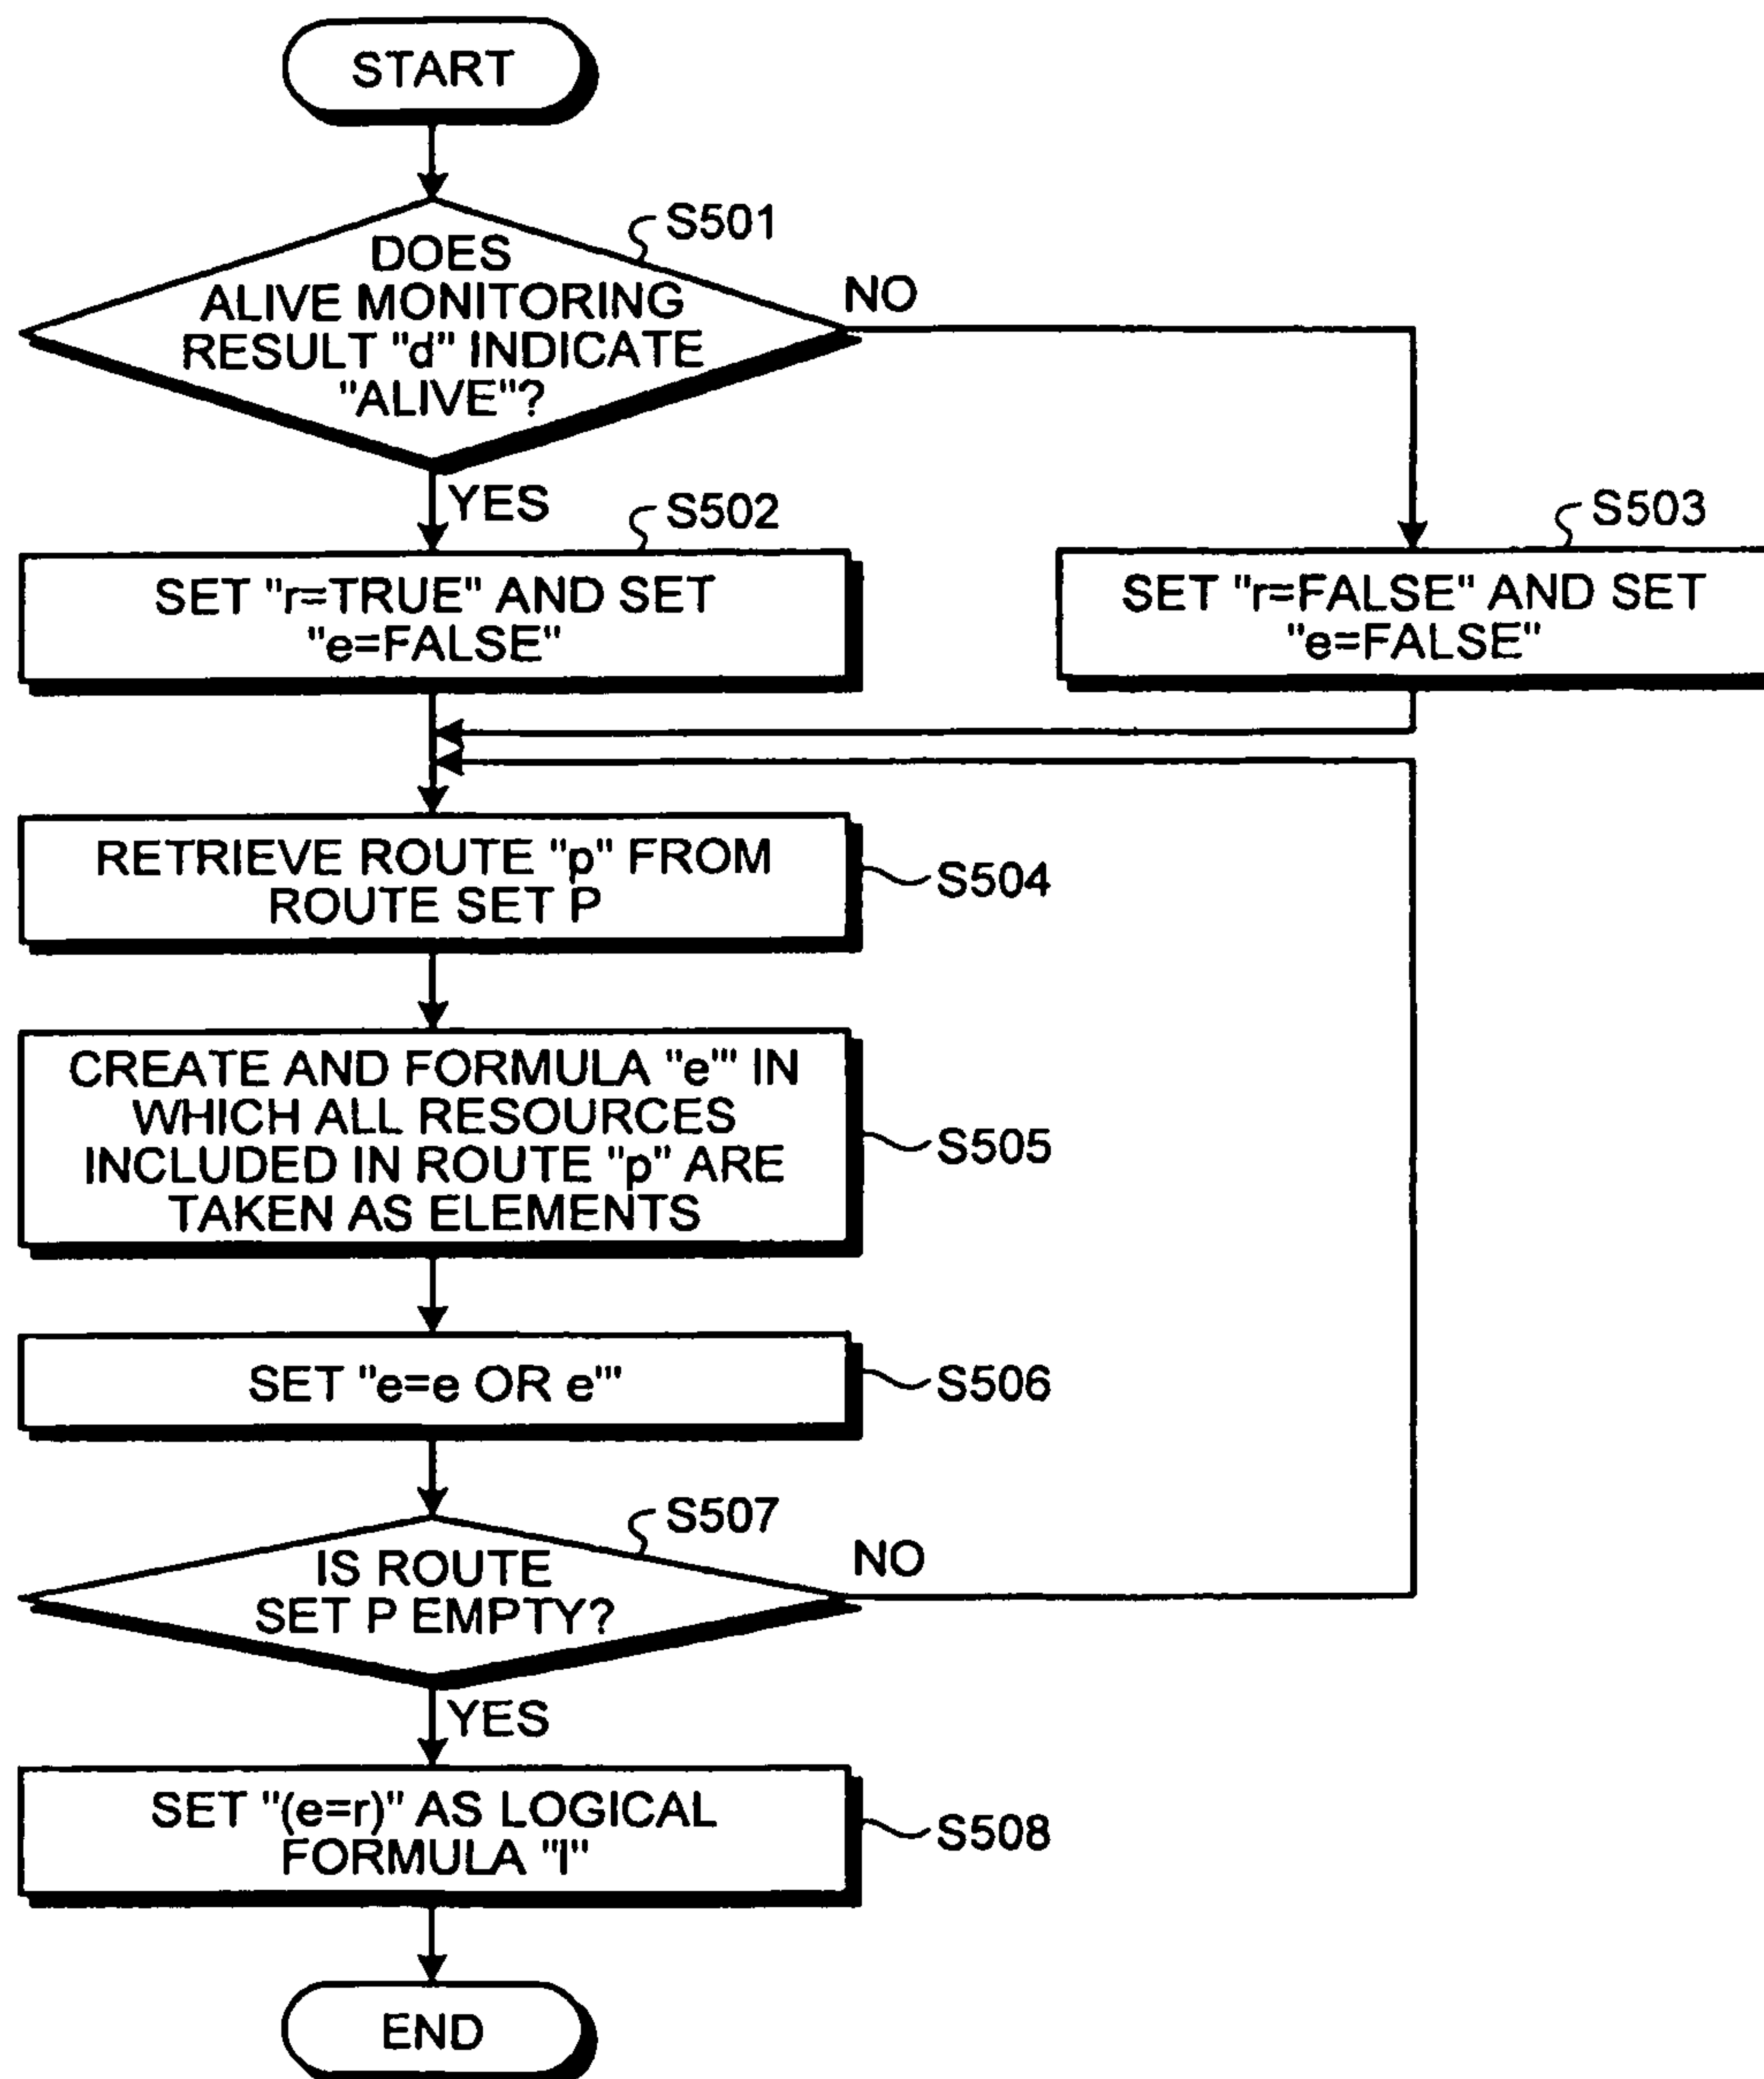 START
S501
DOES
ALIVE MONITORING
RESULT "d" INDICATE
"ALIVE"?
NO
YES
S502
SET "r=TRUE" AND SET
"e=FALSE"
S503
SET "r=FALSE" AND SET
"e=FALSE"
RETRIEVE ROUTE "p" FROM
ROUTE SET P
S504
CREATE AND FORMULA "e'" IN
WHICH ALL RESOURCES
INCLUDED IN ROUTE "p" ARE
TAKEN AS ELEMENTS
S505
SET "e=e OR e'"
S506
S507
IS ROUTE
SET P EMPTY?
NO
YES
SET "(e=r)" AS LOGICAL
FORMULA "l"
S508
END